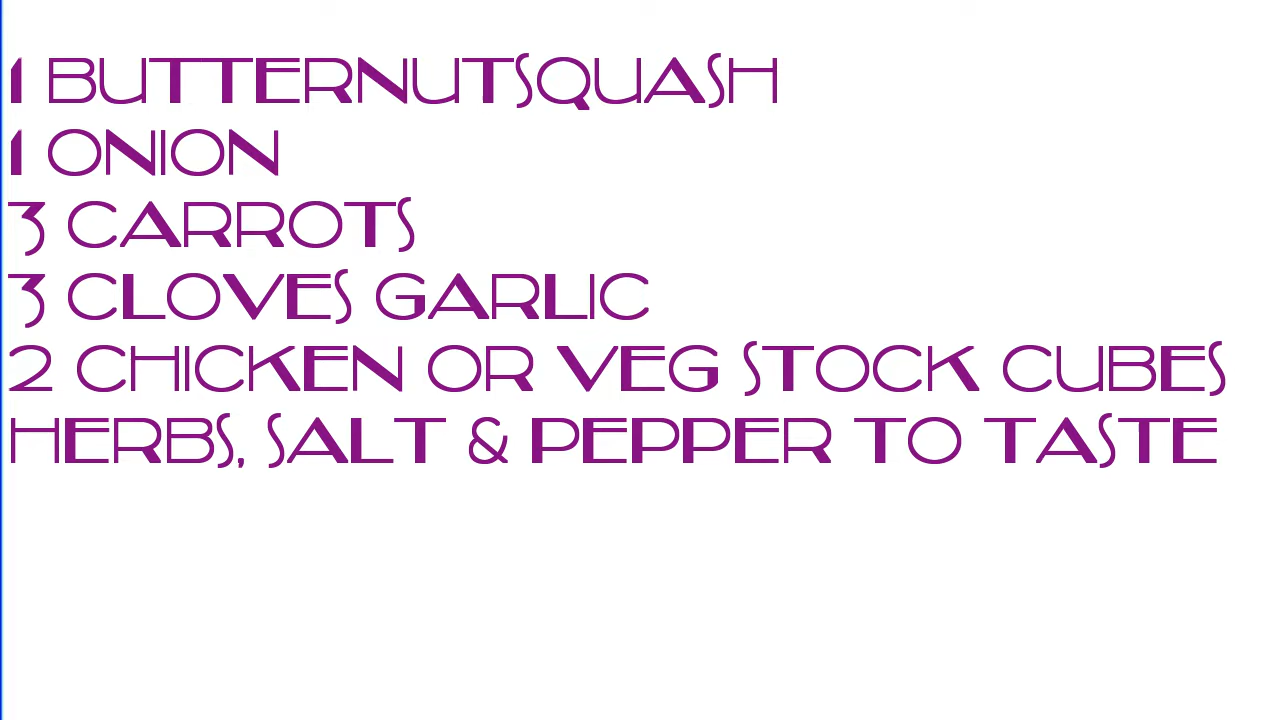 1 BUTTERNUTSQUASH
1 ONION
3 CARROTS
3 CLOVES GARLIC
2 CHICKEN OR VEG STOCK CUBES
HERBS, SALT & PEPPER TO TASTE